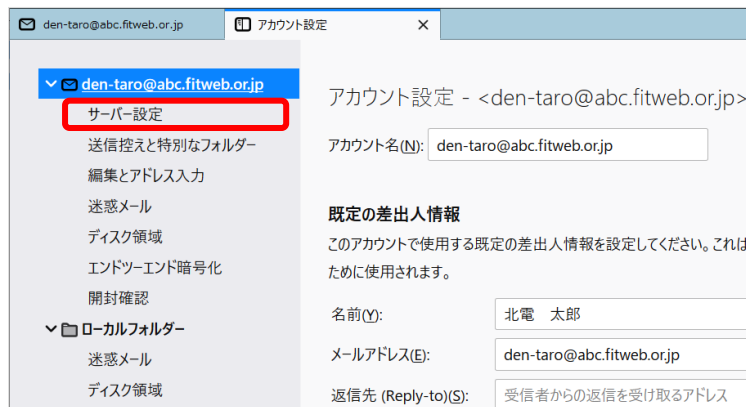 den-taro@abc.fitweb.or.jp
アカウント設定
den-taro@abc.fitweb.or.jp
サーバー設定
送信控えと特別なフォルダー
編集とアドレス入力
迷惑メール
ディスク領域
エンドツーエンド暗号化
開封確認
ローカルフォルダー
迷惑メール
ディスク領域
アカウント設定 - <den-taro@abc.fitweb.or.jp>
アカウント名(N): den-taro@abc.fitweb.or.jp
既定の差出人情報
このアカウントで使用する既定の差出人情報を設定してください。これは
ために使用されます。
名前(Y): 北電　太郎
メールアドレス(E): den-taro@abc.fitweb.or.jp
返信先 (Reply-to)(S): 受信者からの返信を受け取るアドレス